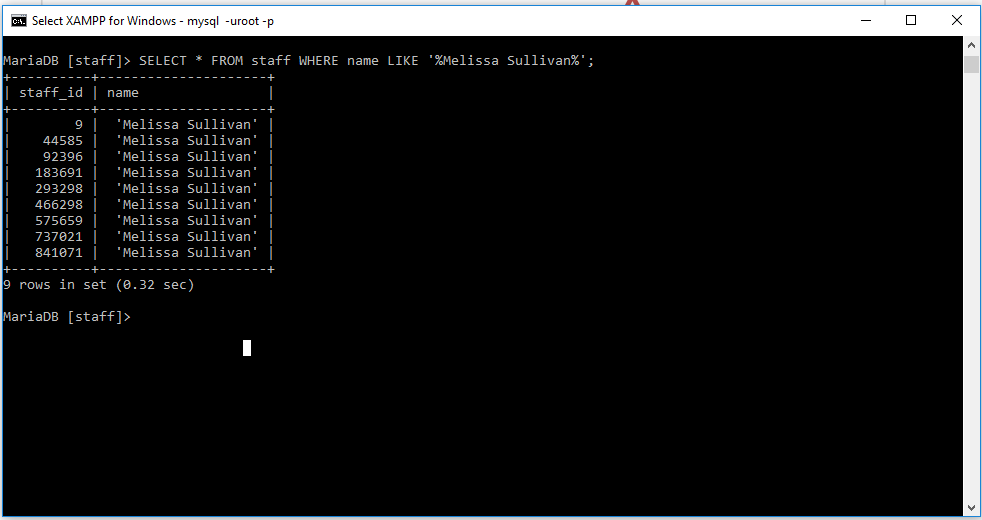 Select XAMPP for Windows - mysql  -uroot -p
MariaDB [staff]> SELECT * FROM staff WHERE name LIKE '%Melissa Sullivan%';
+----------+---------------------+
| staff_id | name                |
+----------+---------------------+
|        9 |  'Melissa Sullivan' |
|    44585 |  'Melissa Sullivan' |
|    92396 |  'Melissa Sullivan' |
|   183691 |  'Melissa Sullivan' |
|   293298 |  'Melissa Sullivan' |
|   466298 |  'Melissa Sullivan' |
|   575659 |  'Melissa Sullivan' |
|   737021 |  'Melissa Sullivan' |
|   841071 |  'Melissa Sullivan' |
+----------+---------------------+
9 rows in set (0.32 sec)
MariaDB [staff]>